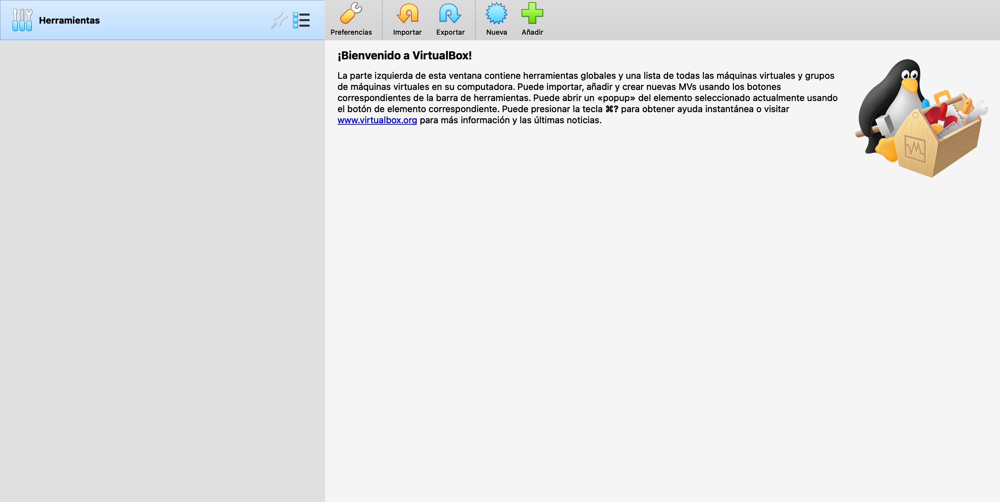 Herramientas
Preferencias
Importar
Exportar
Nueva
Añadir
¡Bienvenido a VirtualBox!
La parte izquierda de esta ventana contiene herramientas globales y una lista de todas las máquinas virtuales y grupos
de máquinas virtuales en su computadora. Puede importar, añadir y crear nuevas MVs usando los botones
correspondientes de la barra de herramientas. Puede abrir un «popup» del elemento seleccionado actualmente usando
el botón de elemento correspondiente. Puede presionar la tecla ⌘? para obtener ayuda instantánea o visitar
www.virtualbox.org para más información y las últimas noticias.